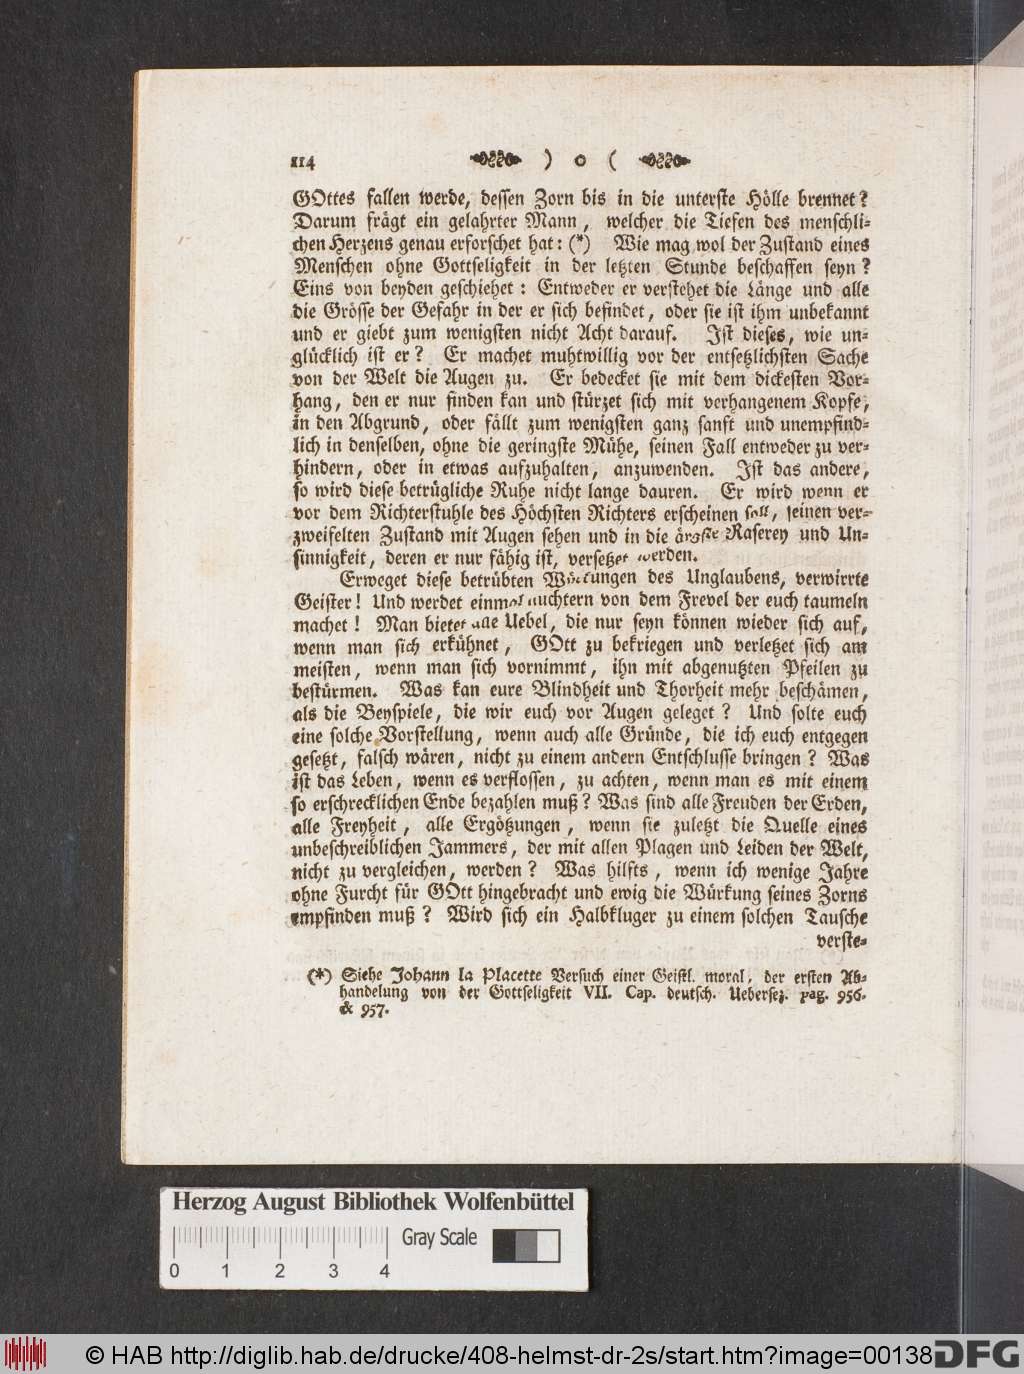 114 ) o (
GOttes fallen werde, dessen Zorn bis in die unterste Hölle brennet?
Darum frägt ein gelahrter Mann, welcher die Tiefen des menschli-
chen Herzens genau erforschet hat: (*) Wie mag wol der Zustand eines
Menschen ohne Gottseligkeit in der letzten Stunde beschaffen seyn?
Eins von beyden geschiehet: Entweder er verstehet die Länge und alle
die Grösse der Gefahr in der er sich befindet, oder sie ist ihm unbekannt
und er giebt zum wenigsten nicht Acht darauf. Ist dieses, wie un-
glücklich ist er? Er machet muhtwillig vor der entsetzlichsten Sache
von der Welt die Augen zu. Er bedecket sie mit dem dickesten Vor-
hang, den er nur finden kan und stürzet sich mit verhangenem Kopfe,
in den Abgrund, oder fällt zum wenigsten ganz sanft und unempfind-
lich in denselben, ohne die geringste Mühe, seinen Fall entweder zu ver-
hindern, oder in etwas aufzuhalten, anzuwenden. Ist das andere,
so wird diese betrügliche Ruhe nicht lange dauren. Er wird wenn er
vor dem Richterstuhle des Höchsten Richters erscheinen soll, seinen ver-
zweifelten Zustand mit Augen sehen und in die Raserey und Un-
sinnigkeit, deren er nur fähig ist, versetzet werden.
Erweget diese betrübten Würkungen des Unglaubens, verwirrte
Geister! Und werdet einmal nüchtern von dem Frevel der euch taumeln
machet! Man bietet alle Uebel, die nur seyn können wieder sich auf,
wenn man sich erkühnet, GOtt zu bekriegen und verletzet sich am
meisten, wenn man sich vornimmt, ihn mit abgenutzten Pfeilen zu
bestürmen. Was kan eure Blindheit und Thorheit mehr beschämen,
als die Beyspiele, die wir euch vor Augen geleget? Und solte euch
eine solche Vorstellung, wenn auch alle Gründe, die ich euch entgegen
gesetzt, falsch wären, nicht zu einem andern Entschlusse bringen? Was
ist das Leben, wenn es verflossen, zu achten, wenn man es mit einem
so erschrecklichen Ende bezahlen muß? Was sind alle Freuden der Erden,
alle Freyheit, alle Ergötzungen, wenn sie zuletzt die Quelle eines
unbeschreiblichen Jammers, der mit allen Plagen und Leiden der Welt,
nicht zu vergleichen, werden? Was hilfts, wenn ich wenige Jahre
ohne Furcht für GOtt hingebracht und ewig die Würkung seines Zorns
empfinden muß? Wird sich ein Halbkluger zu einem solchen Tausche
verste-
(*) Siehe Johann la Placette Versuch einer Geistl. moral, der ersten Ab-
handelung von der Gottseligkeit VII. Cap. deutsch. Uebersez. pag. 956.
& 957.
Herzog August Bibliothek Wolfenbüttel
Gray Scale
0 1 2 3 4
© HAB http://diglib.hab.de/drucke/408-helmst-dr-2s/start.htm?image=00138
DFG